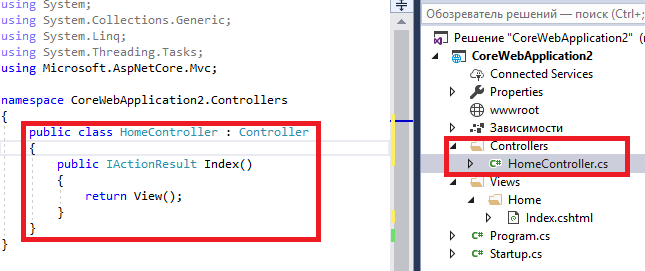 using System;
using System.Collections.Generic;
using System.Linq;
using System.Threading.Tasks;
using Microsoft.AspNetCore.Mvc;
namespace CoreWebApplication2.Controllers
{
public class HomeController : Controller
{
public IActionResult Index()
{
return View();
}
}
}
Обозреватель решений — поиск (Ctrl+;
Решение "CoreWebApplication2"
CoreWebApplication2
Connected Services
Properties
wwwroot
Зависимости
Controllers
C# HomeController.cs
Views
Home
Index.cshtml
C# Program.cs
C# Startup.cs